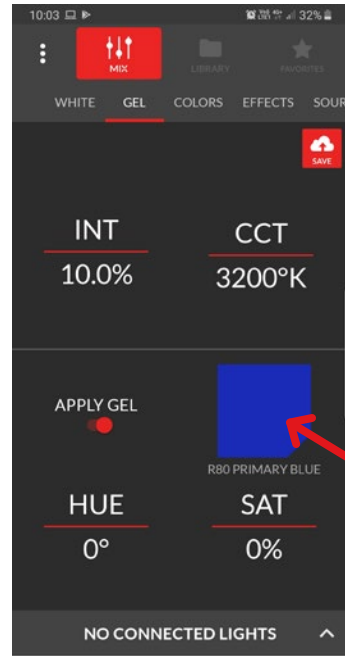 10:03 32%
MIX LIBRARY FAVORITES
WHITE GEL COLORS EFFECTS SOUR
SAVE
INT CCT
10.0% 3200°K
APPLY GEL
R80 PRIMARY BLUE
HUE SAT
0° 0%
NO CONNECTED LIGHTS